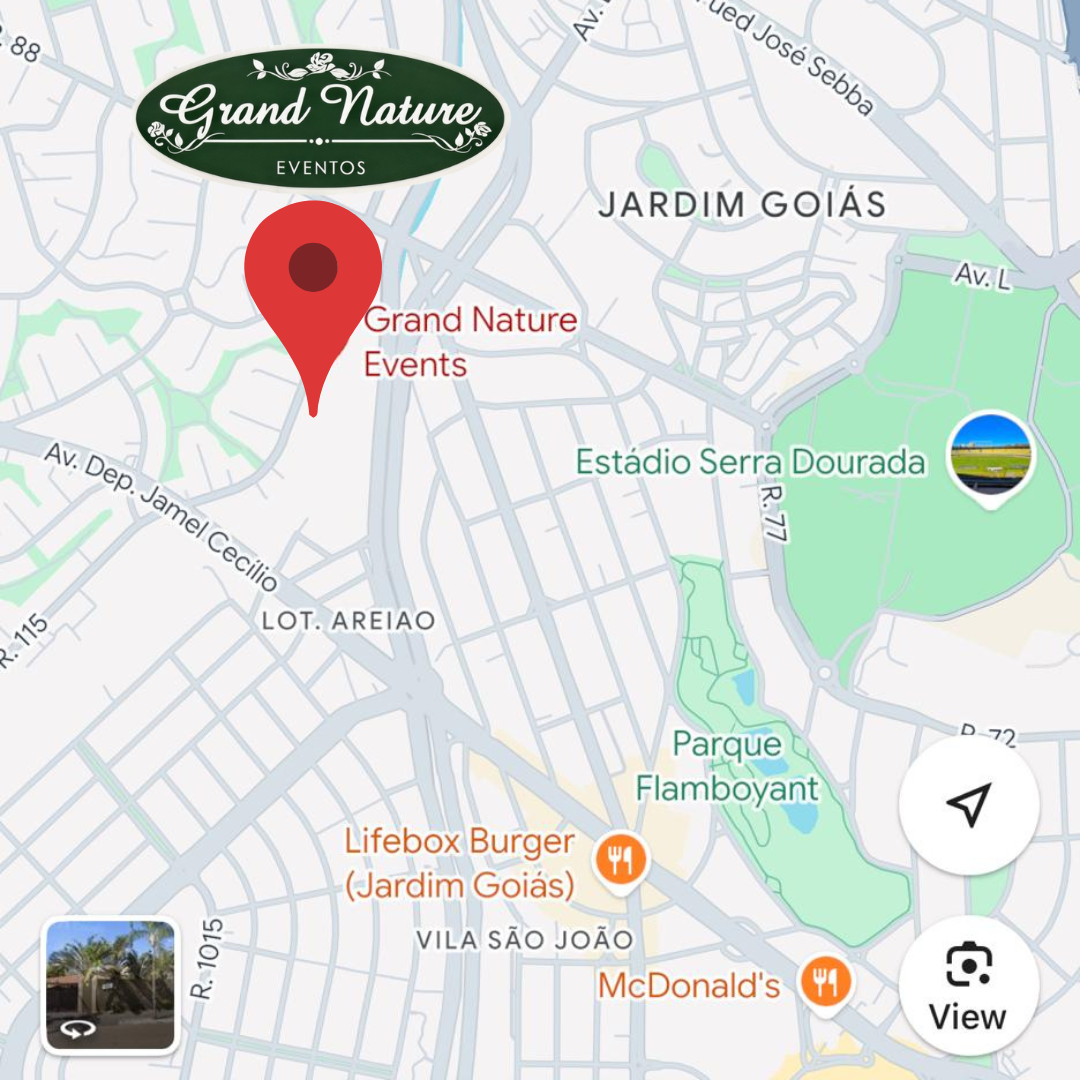 R. 88
Av.
Fued José Sebba
Grand Nature
EVENTOS
JARDIM GOIÁS
Av. L
Grand Nature
Events
Estádio Serra Dourada
R. 77
Av. Dep. Jamel Cecílio
LOT. AREIAO
R. 115
R. 72
Parque
Flamboyant
Lifebox Burger
(Jardim Goiás)
VILA SÃO JOÃO
R. 1015
McDonald's
View